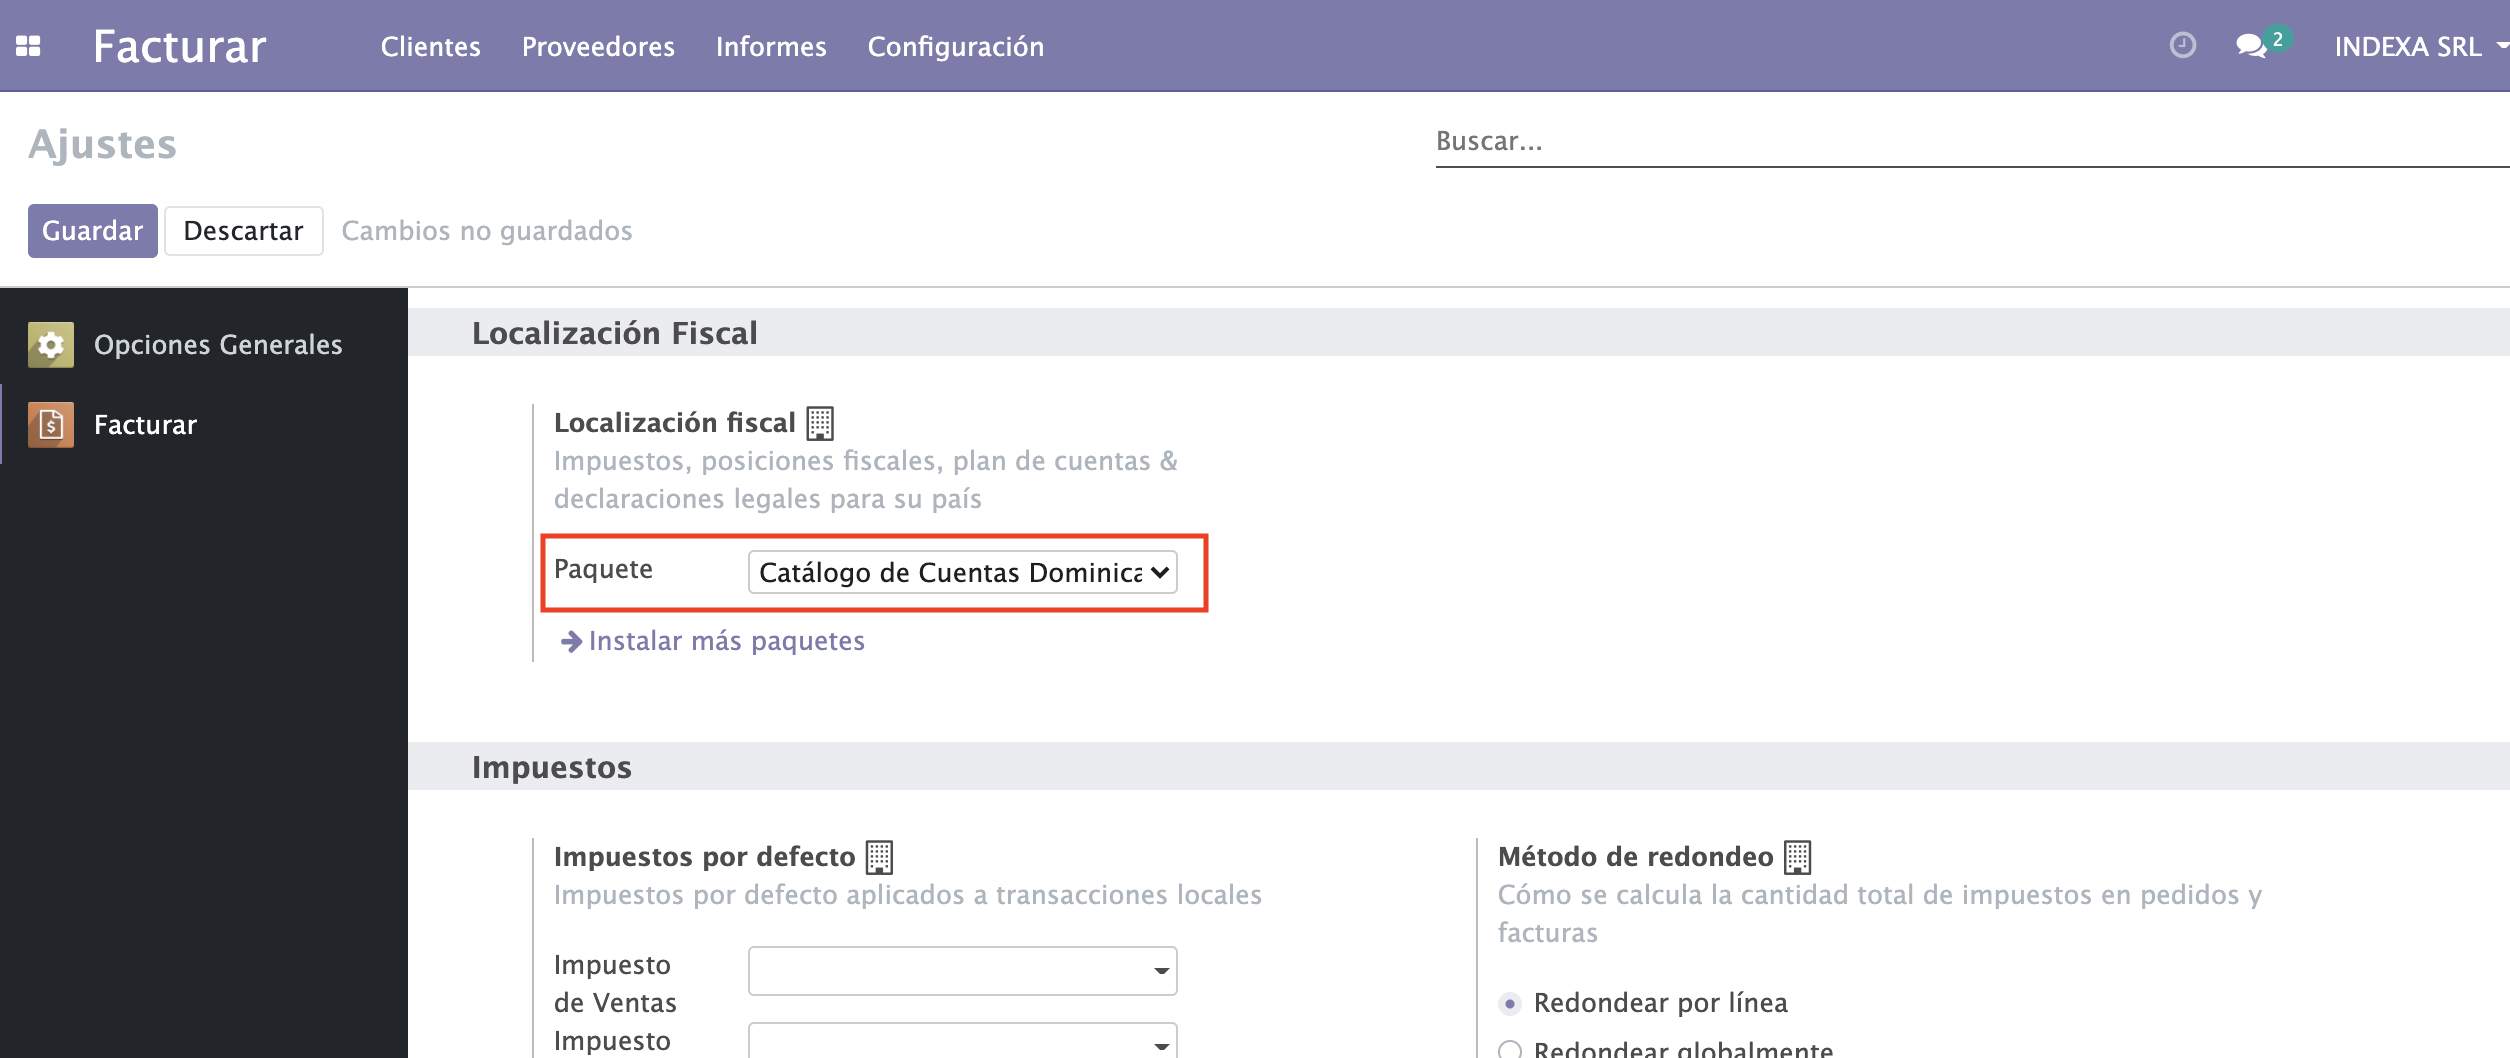 Facturar
Clientes
Proveedores
Informes
Configuración
2
INDEXA SRL
Ajustes
Buscar...
Guardar
Descartar
Cambios no guardados
Opciones Generales
Facturar
Localización Fiscal
Localización fiscal
Impuestos, posiciones fiscales, plan de cuentas &
declaraciones legales para su país
Paquete
Catálogo de Cuentas Dominica
Instalar más paquetes
Impuestos
Impuestos por defecto
Impuestos por defecto aplicados a transacciones locales
Impuesto
de Ventas
Impuesto
Método de redondeo
Cómo se calcula la cantidad total de impuestos en pedidos y
facturas
Redondear por línea
Redondear globalmente